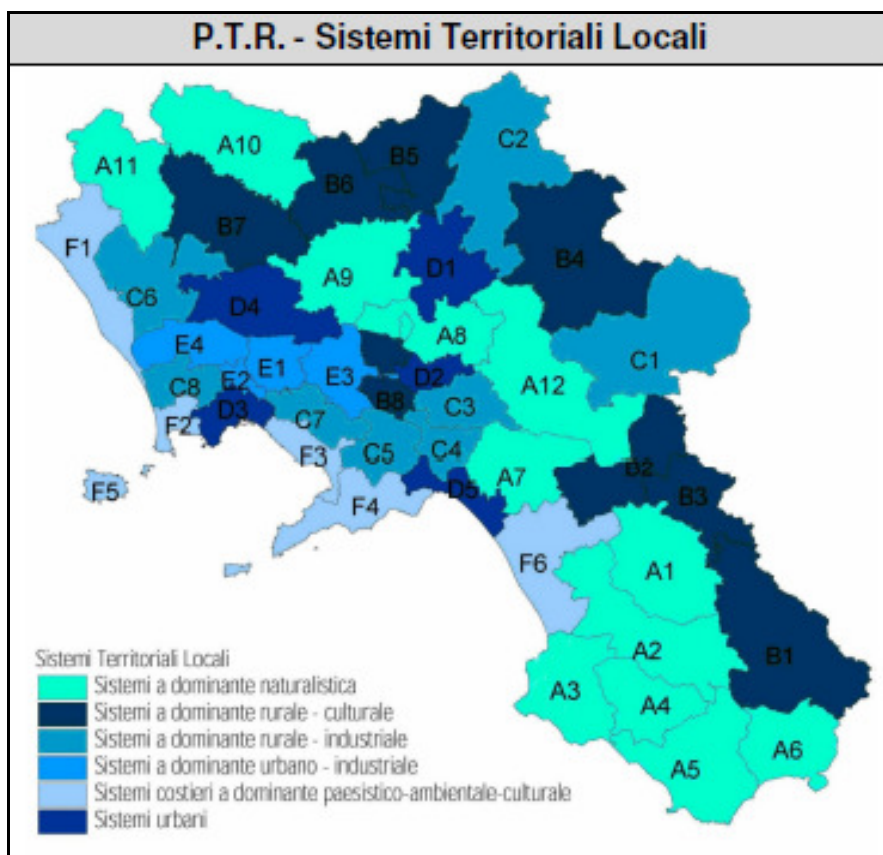 P.T.R. - Sistemi Territoriali Locali
C2
A10
B5
A11
B6
B7
F1
B4
D1
A9
C6
D4
A8
E4
C1
E1
E3
D2
E2
A12
C8
B8
C3
D3
C7
F2
F3
C5
C4
B2
A7
B3
D5
F5
F4
F6
A1
A2
B1
A3
A4
A6
A5
Sistemi Territoriali Locali
Sistemi a dominante naturalistica
Sistemi a dominante rurale - culturale
Sistemi a dominante rurale - industriale
Sistemi a dominante urbano - industriale
Sistemi costieri a dominante paesistico-ambientale-culturale
Sistemi urbani